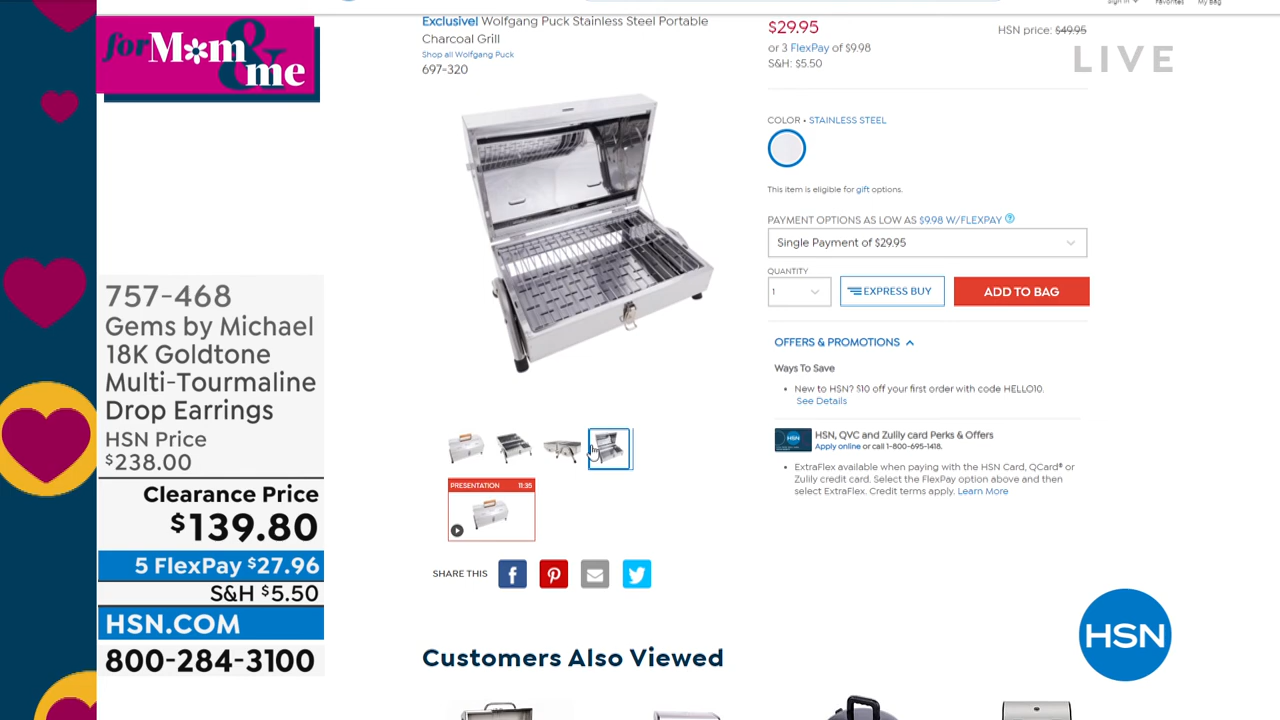 Sign in
Favorites
My Bag
for Mom & me
Exclusive! Wolfgang Puck Stainless Steel Portable
Charcoal Grill
Shop all Wolfgang Puck
697-320
$29.95
HSN price: $49.95
or 3 FlexPay of $9.98
S&H: $5.50
LIVE
COLOR • STAINLESS STEEL
This item is eligible for gift options.
PAYMENT OPTIONS AS LOW AS $9.98 W/FLEXPAY ?
Single Payment of $29.95
QUANTITY
1
EXPRESS BUY
ADD TO BAG
OFFERS & PROMOTIONS
Ways To Save
• New to HSN? $10 off your first order with code HELLO10.
See Details
HSN
HSN, QVC and Zulily card Perks & Offers
Apply online or call 1-800-695-1418.
• ExtraFlex available when paying with the HSN Card, QCard® or
Zulily credit card. Select the FlexPay option above and then
select ExtraFlex. Credit terms apply. Learn More
PRESENTATION 11:35
SHARE THIS
Customers Also Viewed
757-468
Gems by Michael
18K Goldtone
Multi-Tourmaline
Drop Earrings
HSN Price
$238.00
Clearance Price
$139.80
5 FlexPay $27.96
S&H $5.50
HSN.COM
800-284-3100
HSN